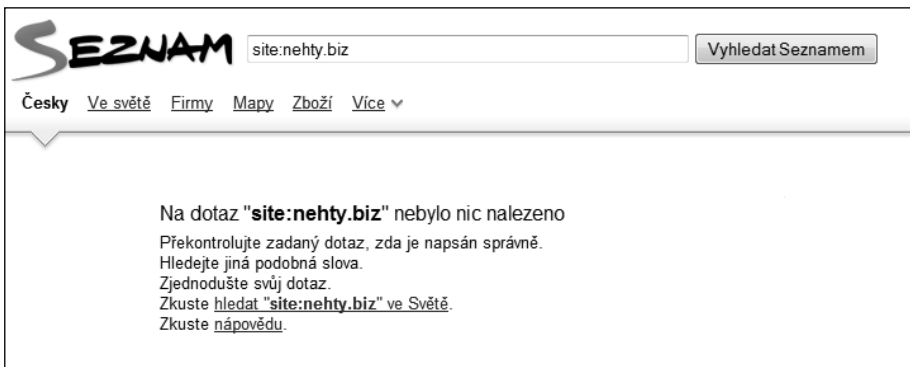 SEZNAM site:nehty.biz Vyhledat Seznamem
Česky Ve světě Firmy Mapy Zboží Více
Na dotaz "site:nehty.biz" nebylo nic nalezeno
Překontrolujte zadaný dotaz, zda je napsán správně.
Hledejte jiná podobná slova.
Zjednodušte svůj dotaz.
Zkuste hledat "site:nehty.biz" ve Světě.
Zkuste nápovědu.